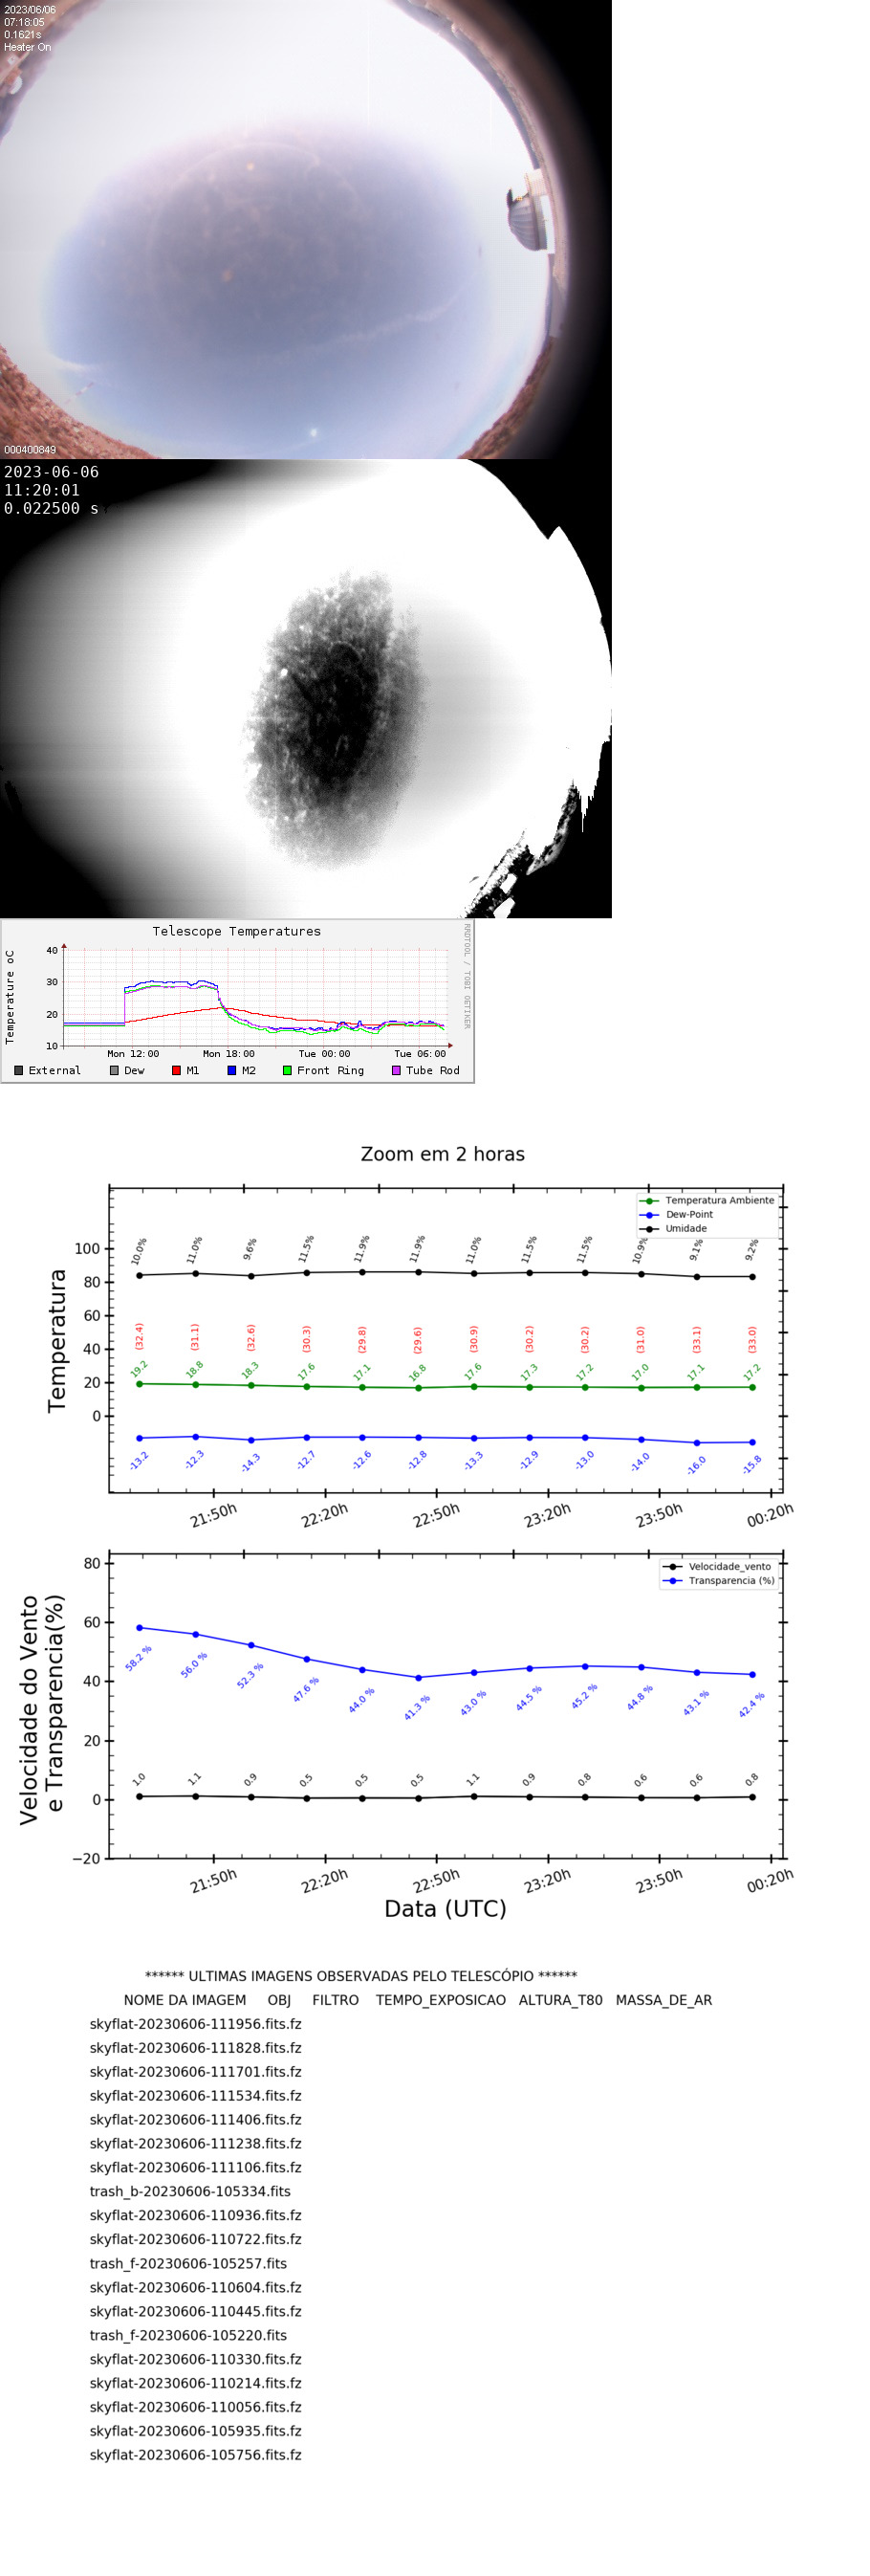 2023/06/06
07:18:05
0.1621s
Heater On
000400849
2023-06-06
11:20:01
0.022500 s
Telescope Temperatures
RRDTOOL / TOBI OETIKER
Temperature oC
40
30
20
10
Mon 12:00 Mon 18:00 Tue 00:00 Tue 06:00
External Dew M1 M2 Front Ring Tube Rod
Zoom em 2 horas
Temperatura Ambiente
Dew-Point
Umidade
Temperatura
100
80
60
40
20
0
10.0% 11.0% 9.6% 11.5% 11.9% 11.9% 11.0% 11.5% 11.5% 10.9% 9.1% 9.2%
(32.4) (31.1) (32.6) (30.3) (29.8) (29.6) (30.9) (30.2) (30.2) (31.0) (33.1) (33.0)
19.2 18.8 18.3 17.6 17.1 16.8 17.6 17.3 17.2 17.0 17.1 17.2
-13.2 -12.3 -14.3 -12.7 -12.6 -12.8 -13.3 -12.9 -13.0 -14.0 -16.0 -15.8
21:50h 22:20h 22:50h 23:20h 23:50h 00:20h
Velocidade_vento
Transparencia (%)
Velocidade do Vento
e Transparencia(%)
80
60
40
20
0
−20
58.2 % 56.0 % 52.3 % 47.6 % 44.0 % 41.3 % 43.0 % 44.5 % 45.2 % 44.8 % 43.1 % 42.4 %
1.0 1.1 0.9 0.5 0.5 0.5 1.1 0.9 0.8 0.6 0.6 0.8
21:50h 22:20h 22:50h 23:20h 23:50h 00:20h
Data (UTC)
****** ULTIMAS IMAGENS OBSERVADAS PELO TELESCÓPIO ******
NOME DA IMAGEM OBJ FILTRO TEMPO_EXPOSICAO ALTURA_T80 MASSA_DE_AR
skyflat-20230606-111956.fits.fz
skyflat-20230606-111828.fits.fz
skyflat-20230606-111701.fits.fz
skyflat-20230606-111534.fits.fz
skyflat-20230606-111406.fits.fz
skyflat-20230606-111238.fits.fz
skyflat-20230606-111106.fits.fz
trash_b-20230606-105334.fits
skyflat-20230606-110936.fits.fz
skyflat-20230606-110722.fits.fz
trash_f-20230606-105257.fits
skyflat-20230606-110604.fits.fz
skyflat-20230606-110445.fits.fz
trash_f-20230606-105220.fits
skyflat-20230606-110330.fits.fz
skyflat-20230606-110214.fits.fz
skyflat-20230606-110056.fits.fz
skyflat-20230606-105935.fits.fz
skyflat-20230606-105756.fits.fz